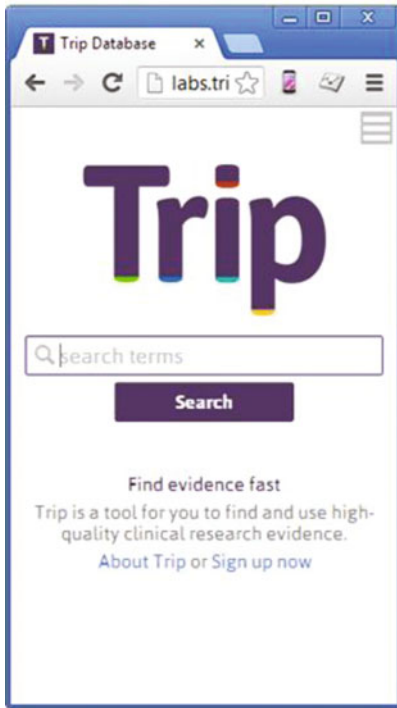 T Trip Database
labs.tri
Trip
search terms
Search
Find evidence fast
Trip is a tool for you to find and use high-
quality clinical research evidence.
About Trip or Sign up now